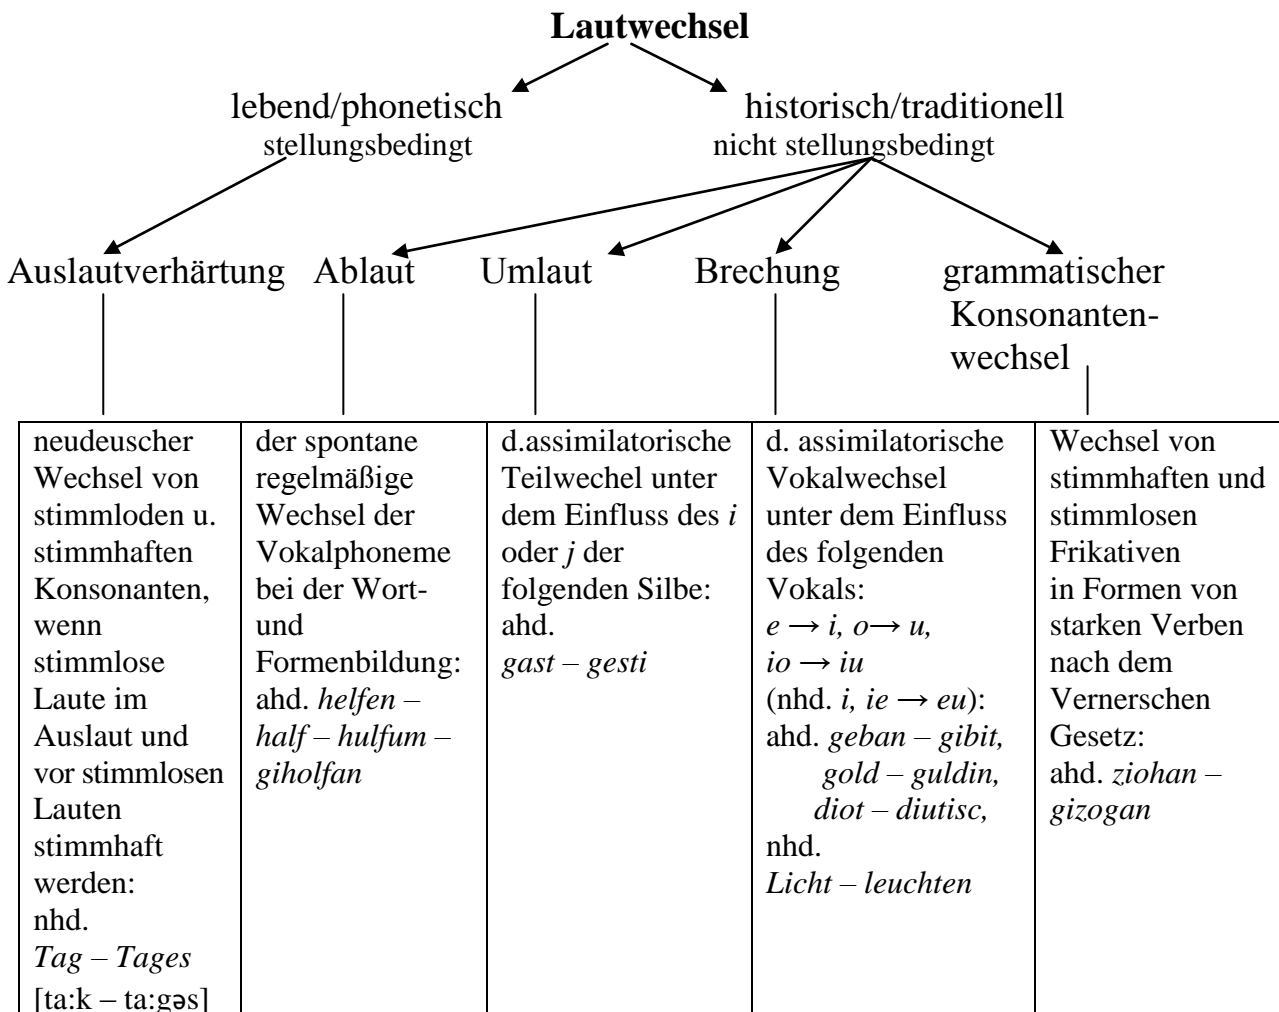 Lautwechsel
lebend/phonetisch
stellungsbedingt
historisch/traditionell
nicht stellungsbedingt
Auslautverhärtung
Ablaut
Umlaut
Brechung
grammatischer
Konsonanten-
wechsel
neudeuscher
Wechsel von
stimmloden u.
stimmhaften
Konsonanten,
wenn
stimmlose
Laute im
Auslaut und
vor stimmlosen
Lauten
stimmhaft
werden:
nhd.
Tag – Tages
[ta:k – ta:gəs]
der spontane
regelmäßige
Wechsel der
Vokalphoneme
bei der Wort-
und
Formenbildung:
ahd. helfen –
half – hulfum –
giholfan
d.assimilatorische
Teilwechel unter
dem Einfluss des i
oder j der
folgenden Silbe:
ahd.
gast – gesti
d. assimilatorische
Vokalwechsel
unter dem Einfluss
des folgenden
Vokals:
e → i, o→ u,
io → iu
(nhd. i, ie → eu):
ahd. geban – gibit,
gold – guldin,
diot – diutisc,
nhd.
Licht – leuchten
Wechsel von
stimmhaften und
stimmlosen
Frikativen
in Formen von
starken Verben
nach dem
Vernerschen
Gesetz:
ahd. ziohan –
gizogan